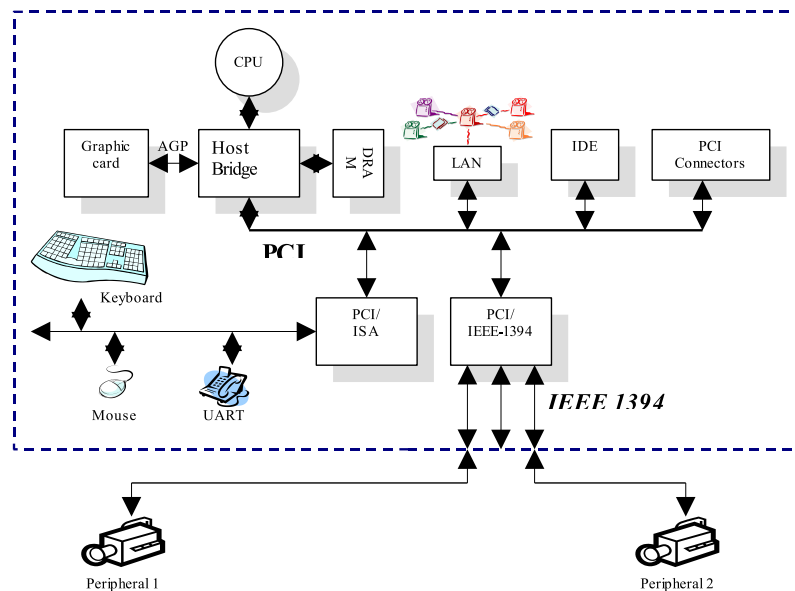 CPU
Graphic
card
AGP
Host
Bridge
DRA
M
LAN
IDE
PCI
Connectors
PCI
Keyboard
PCI/
ISA
PCI/
IEEE-1394
Mouse
UART
IEEE 1394
Peripheral 1
Peripheral 2